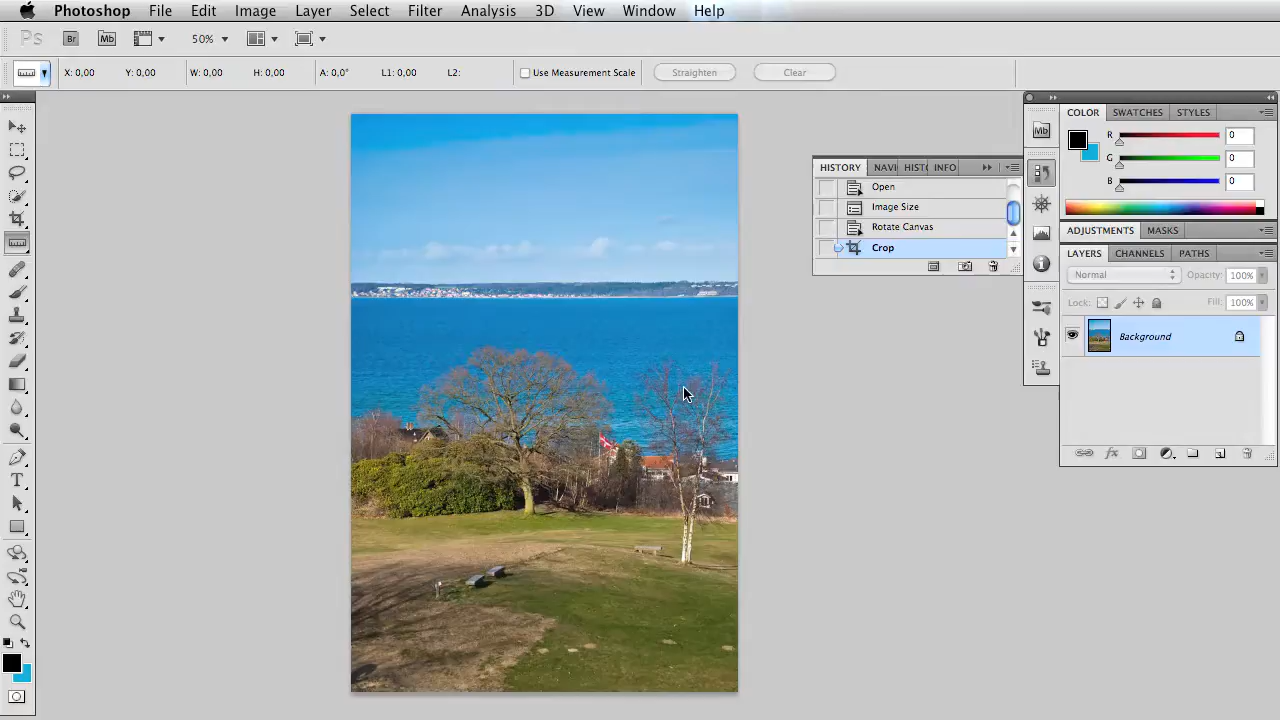 Photoshop File Edit Image Layer Select Filter Analysis 3D View Window Help
Ps Br Mb 50%
X: 0,00 Y: 0,00 W: 0,00 H: 0,00 A: 0,0° L1: 0,00 L2: Use Measurement Scale Straighten Clear
HISTORY NAVI HIST INFO
Open
Image Size
Rotate Canvas
Crop
Mb
COLOR SWATCHES STYLES
R 0
G 0
B 0
ADJUSTMENTS MASKS
LAYERS CHANNELS PATHS
Normal Opacity: 100%
Lock: Fill: 100%
Background
fx
T